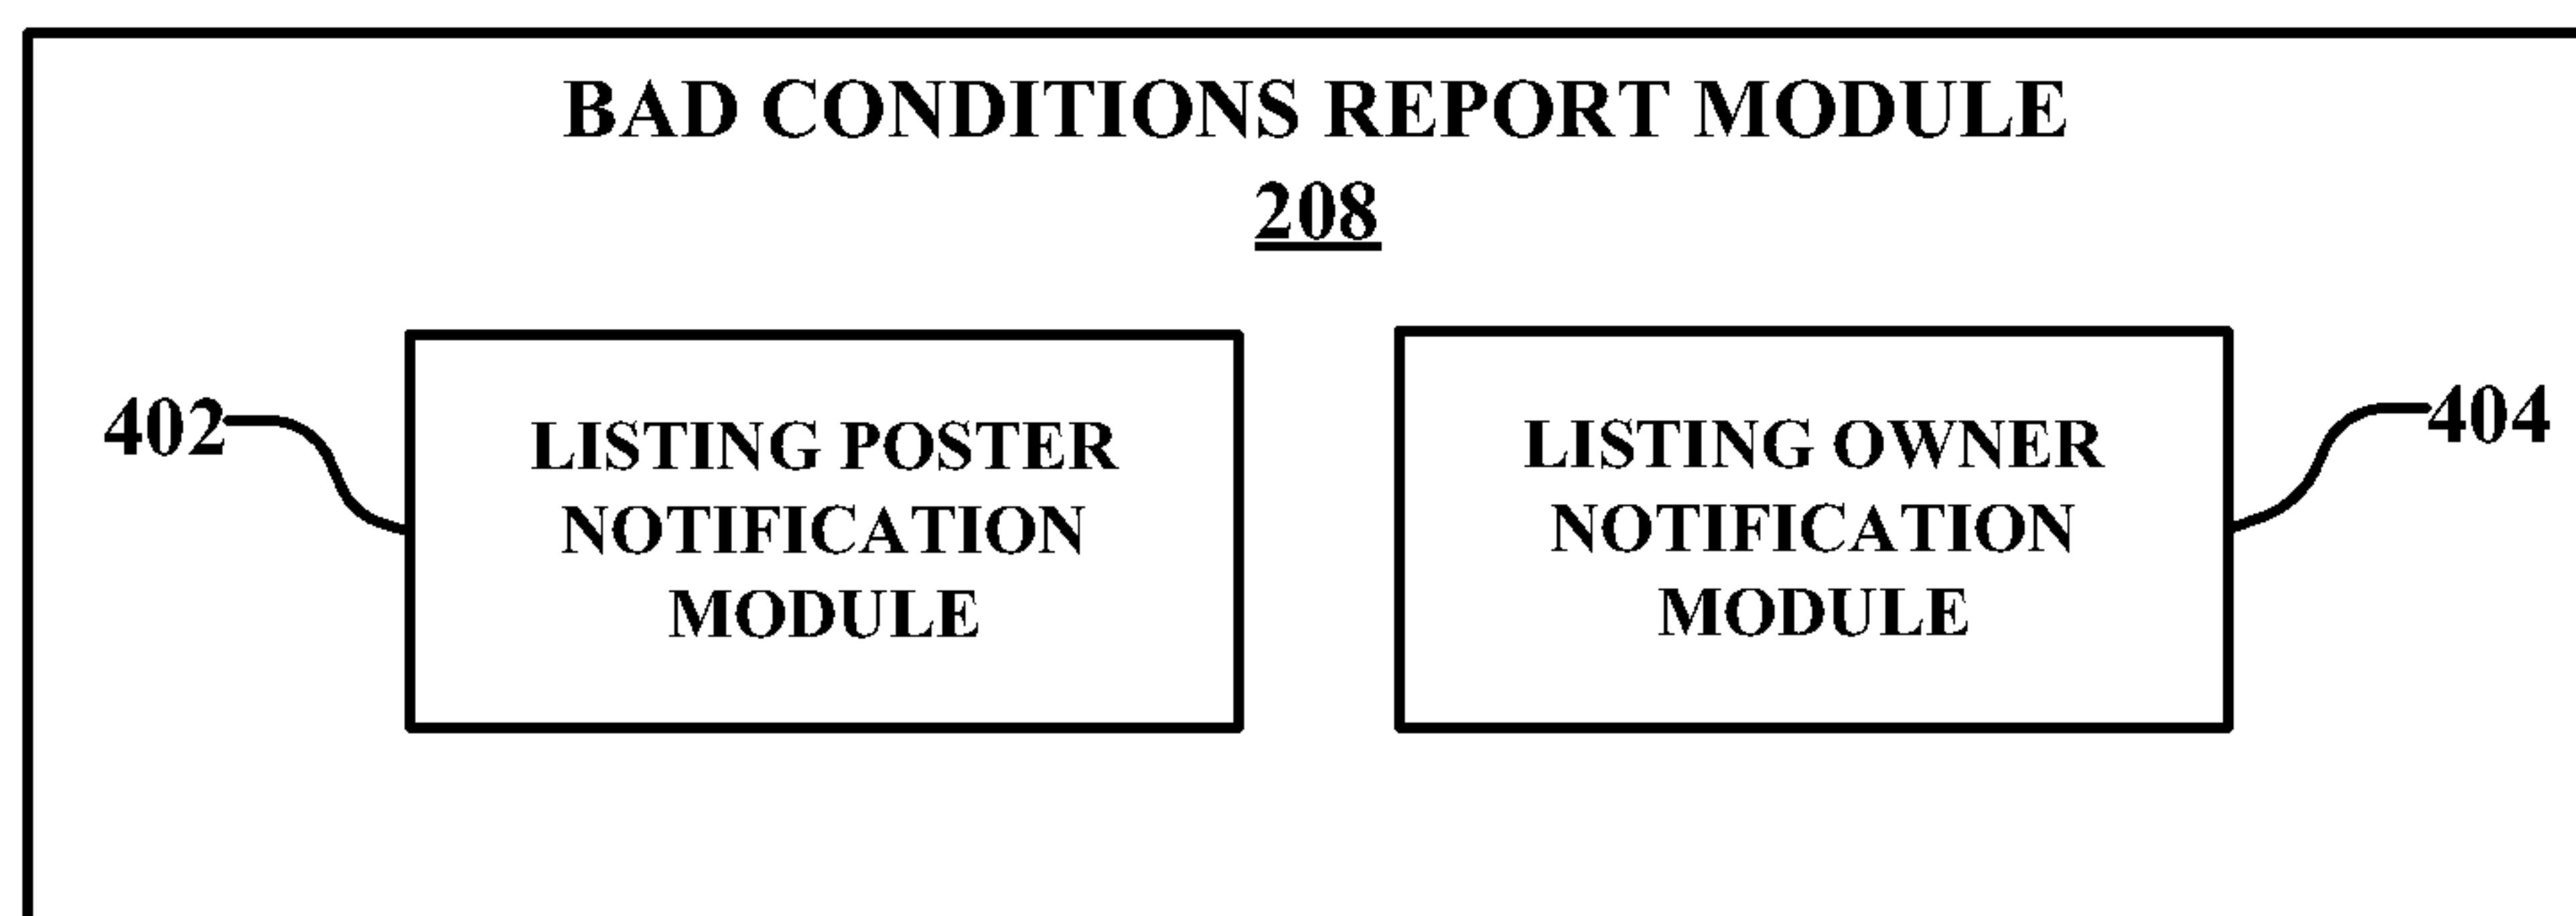 BAD CONDITIONS REPORT MODULE
208
402
LISTING POSTER
NOTIFICATION
MODULE
LISTING OWNER
NOTIFICATION
MODULE
404